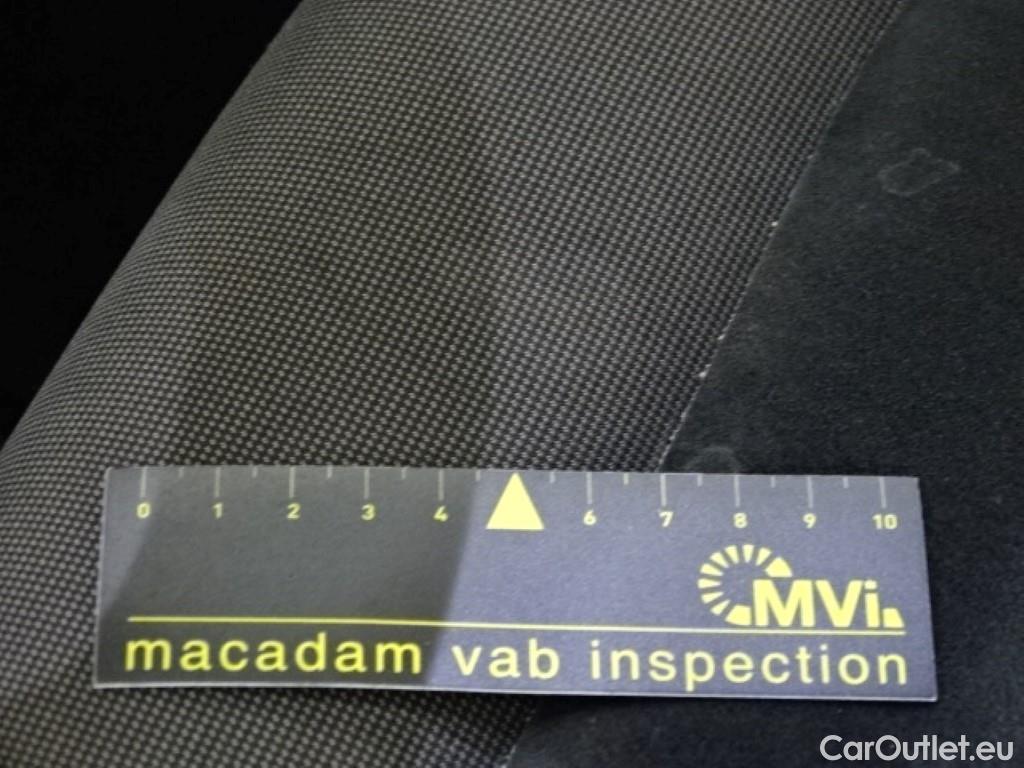 0 1 2 3 4 6 7 8 9 10
MVi
macadam vab inspection
CarOutlet.eu